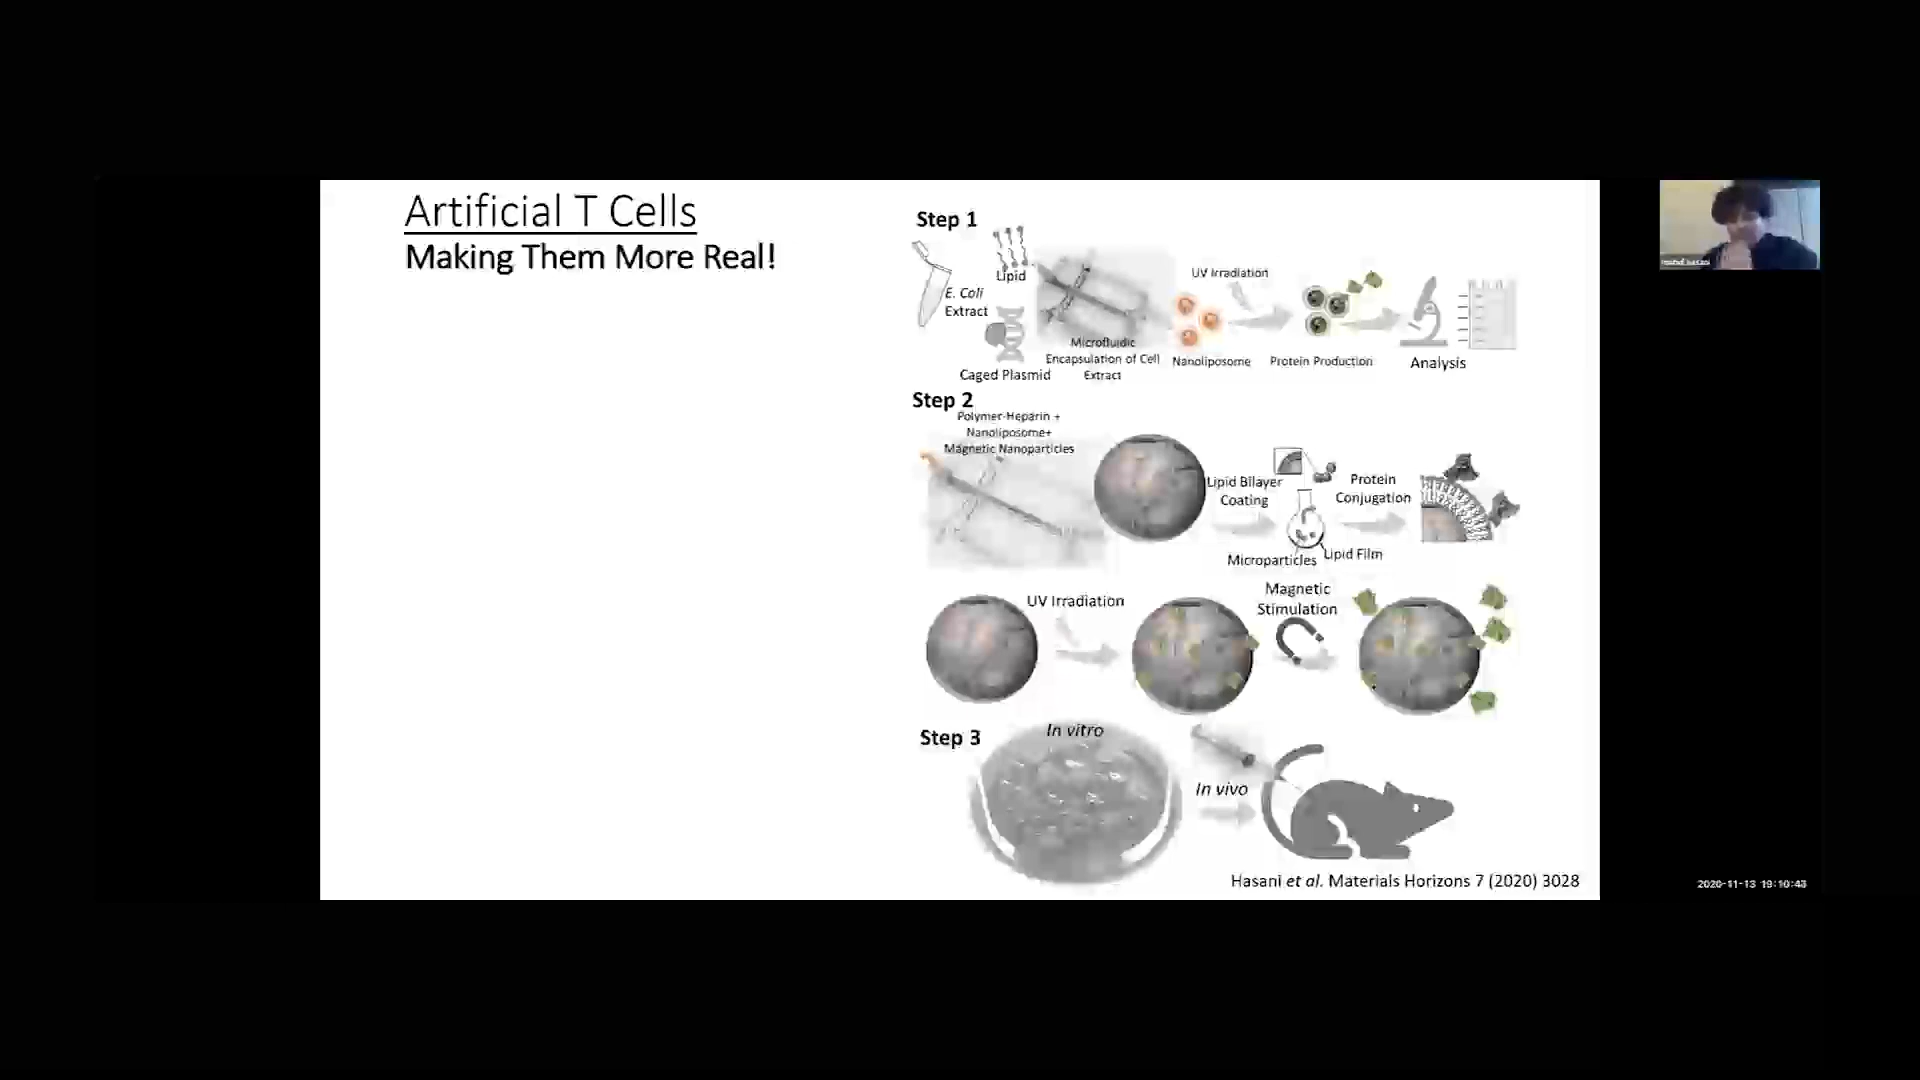 Artificial T Cells
Making Them More Real!
Step 1
Lipid
E. Coli
Extract
Caged Plasmid
Microfluidic
Encapsulation of Cell
Extract
UV Irradiation
Nanoliposome
Protein Production
Analysis
Step 2
Polymer-Heparin +
Nanoliposome+
Magnetic Nanoparticles
Lipid Bilayer
Coating
Protein
Conjugation
Microparticles
Lipid Film
UV Irradiation
Magnetic
Stimulation
Step 3
In vitro
In vivo
Hasani et al. Materials Horizons 7 (2020) 3028
2020-11-13 19:10:43